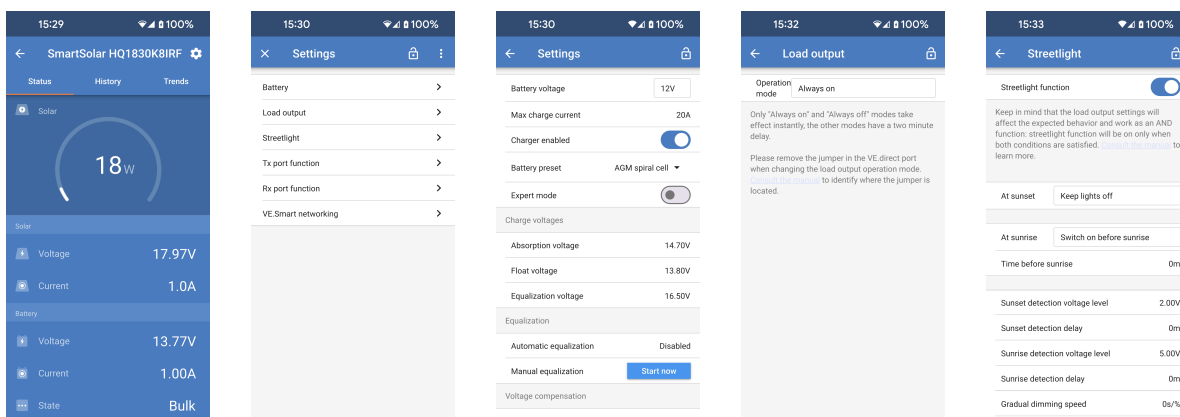 15:29
100%
SmartSolar HQ1830K8IRF
Status History Trends
Solar
18W
Solar
Voltage 17.97V
Current 1.0A
Battery
Voltage 13.77V
Current 1.00A
State Bulk
15:30
100%
Settings
Battery
Load output
Streetlight
Tx port function
Rx port function
VE.Smart networking
15:30
100%
Settings
Battery voltage 12V
Max charge current 20A
Charger enabled
Battery preset AGM spiral cell
Expert mode
Charge voltages
Absorption voltage 14.70V
Float voltage 13.80V
Equalization voltage 16.50V
Equalization
Automatic equalization Disabled
Manual equalization Start now
Voltage compensation
15:32
100%
Load output
Operation
mode
Always on
Only "Always on" and "Always off" modes take
effect instantly, the other modes have a two minute
delay.
Please remove the jumper in the VE.direct port
when changing the load output operation mode.
Consult the manual to identify where the jumper is
located.
15:33
100%
Streetlight
Streetlight function
Keep in mind that the load output settings will
affect the expected behavior and work as an AND
function: streetlight function will be on only when
both conditions are satisfied. Consult the manual to
learn more.
At sunset Keep lights off
At sunrise Switch on before sunrise
Time before sunrise 0m
Sunset detection voltage level 2.00V
Sunset detection delay 0m
Sunrise detection voltage level 5.00V
Sunrise detection delay 0m
Gradual dimming speed 0s/%